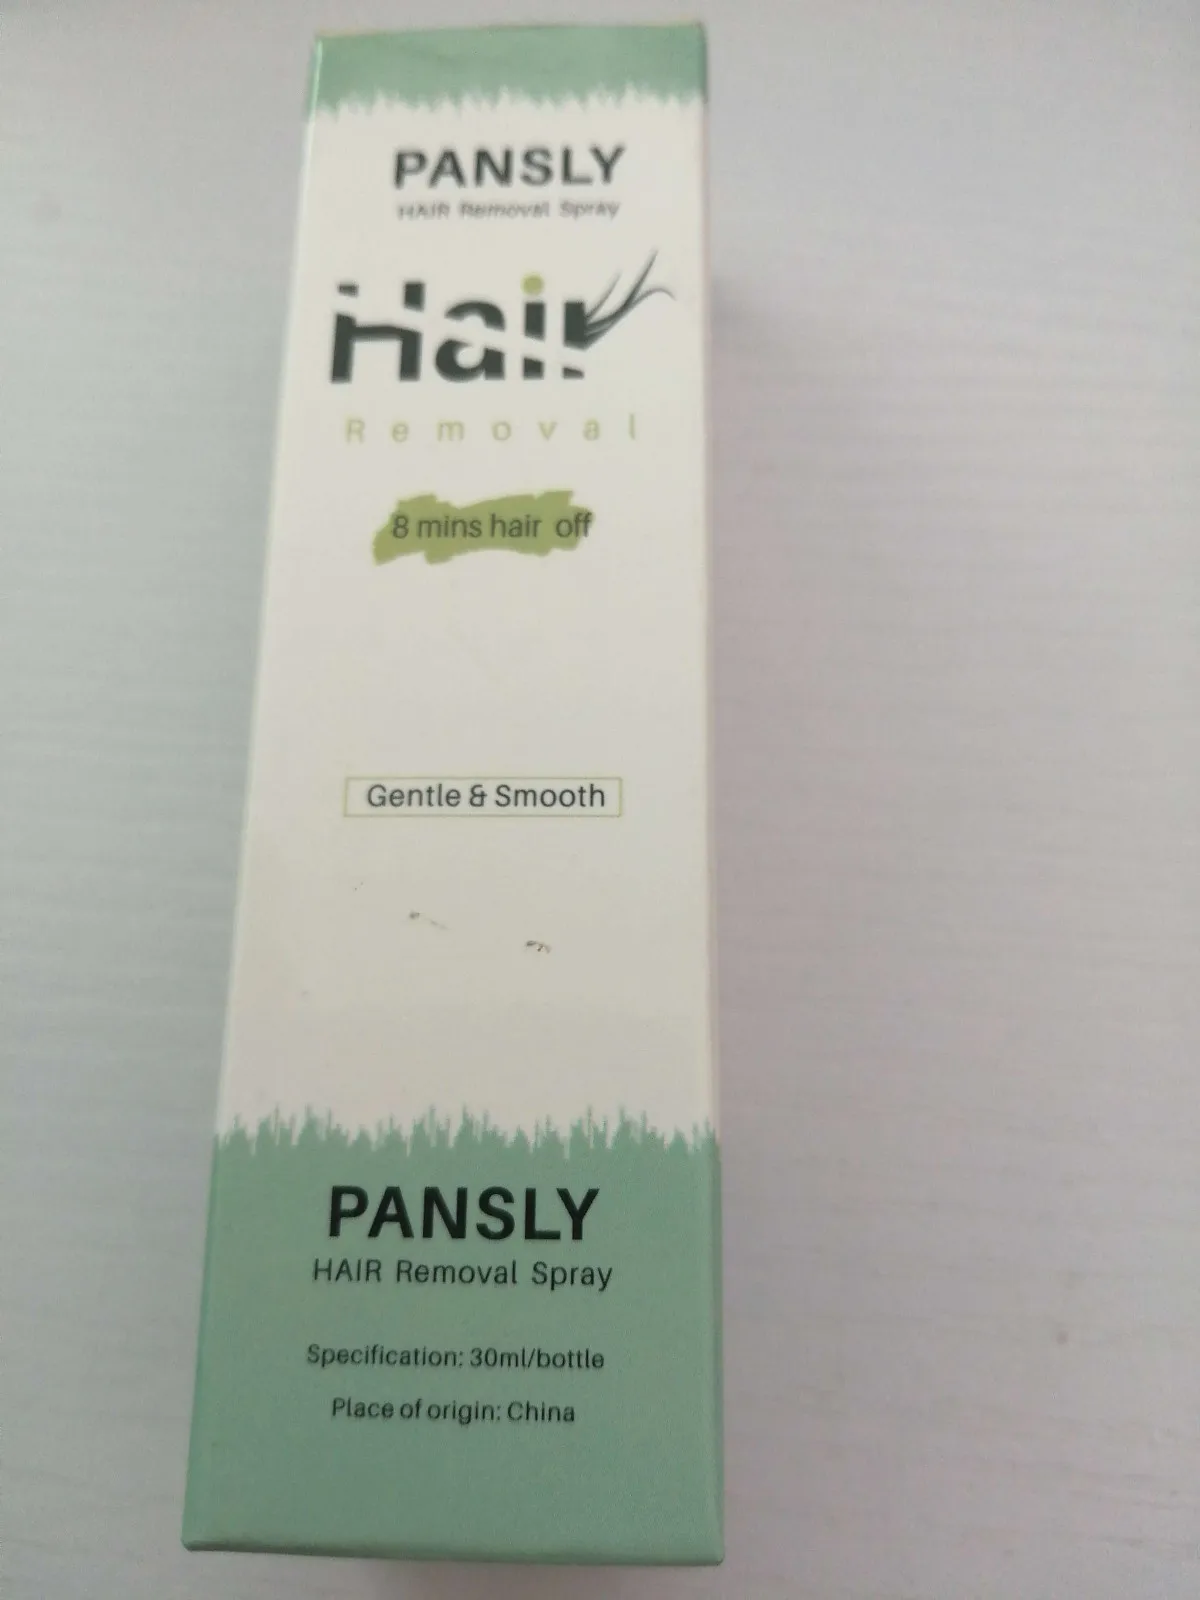 PANSLY
HAIR Removal Spray
Hair
Removal
8 mins hair off
Gentle & Smooth
PANSLY
HAIR Removal Spray
Specification: 30ml/bottle
Place of origin: China